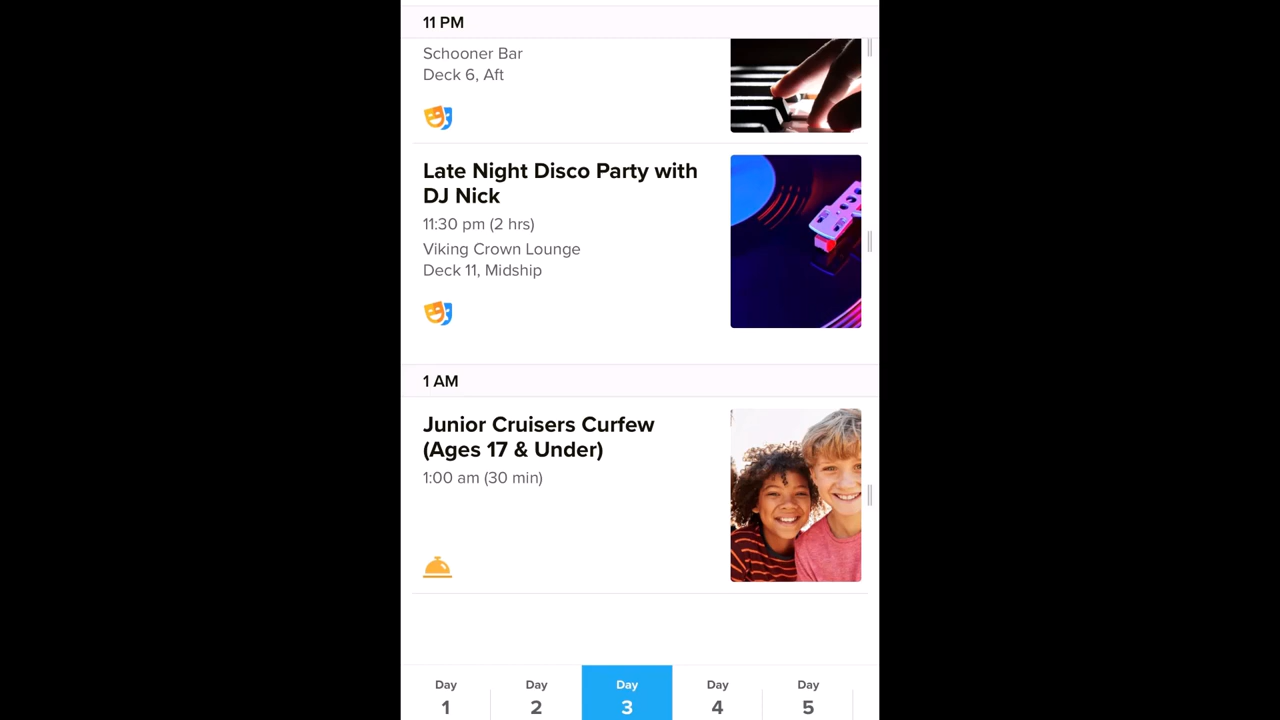 11 PM
Schooner Bar
Deck 6, Aft
Late Night Disco Party with
DJ Nick
11:30 pm (2 hrs)
Viking Crown Lounge
Deck 11, Midship
1 AM
Junior Cruisers Curfew
(Ages 17 & Under)
1:00 am (30 min)
Day Day Day Day Day
1 2 3 4 5